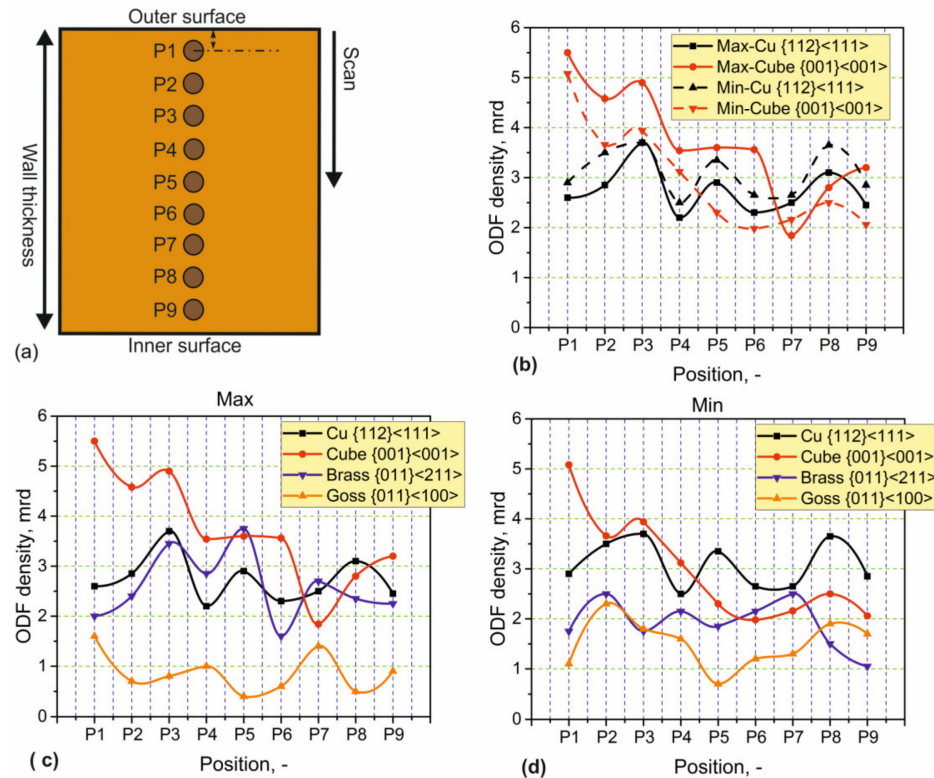 Outer surface
P1
P2
P3
P4
P5
P6
P7
P8
P9
Wall thickness
Scan
Inner surface
(a)
Max-Cu {112}<111>
Max-Cube {001}<001>
Min-Cu {112}<111>
Min-Cube {001}<001>
ODF density, mrd
6
5
4
3
2
1
0
P1 P2 P3 P4 P5 P6 P7 P8 P9
Position, -
(b)
Max
Cu {112}<111>
Cube {001}<001>
Brass {011}<211>
Goss {011}<100>
ODF density, mrd
6
5
4
3
2
1
0
P1 P2 P3 P4 P5 P6 P7 P8 P9
Position, -
( c)
Min
Cu {112}<111>
Cube {001}<001>
Brass {011}<211>
Goss {011}<100>
ODF density, mrd
6
5
4
3
2
1
0
P1 P2 P3 P4 P5 P6 P7 P8 P9
Position, -
(d)